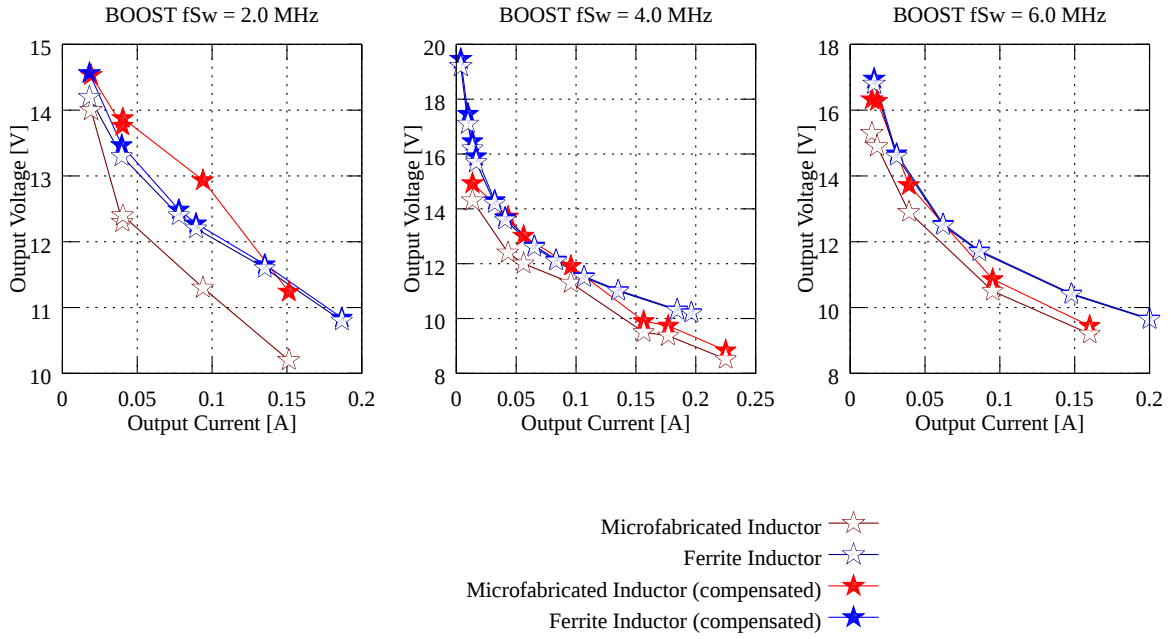 BOOST fSw = 2.0 MHz
15
14
13
12
11
10
Output Voltage [V]
0
0.05
0.1
0.15
0.2
Output Current [A]
BOOST fSw = 4.0 MHz
20
18
16
14
12
10
8
Output Voltage [V]
0
0.05
0.1
0.15
0.2
0.25
Output Current [A]
BOOST fSw = 6.0 MHz
18
16
14
12
10
8
Output Voltage [V]
0
0.05
0.1
0.15
0.2
Output Current [A]
Microfabricated Inductor
Ferrite Inductor
Microfabricated Inductor (compensated)
Ferrite Inductor (compensated)